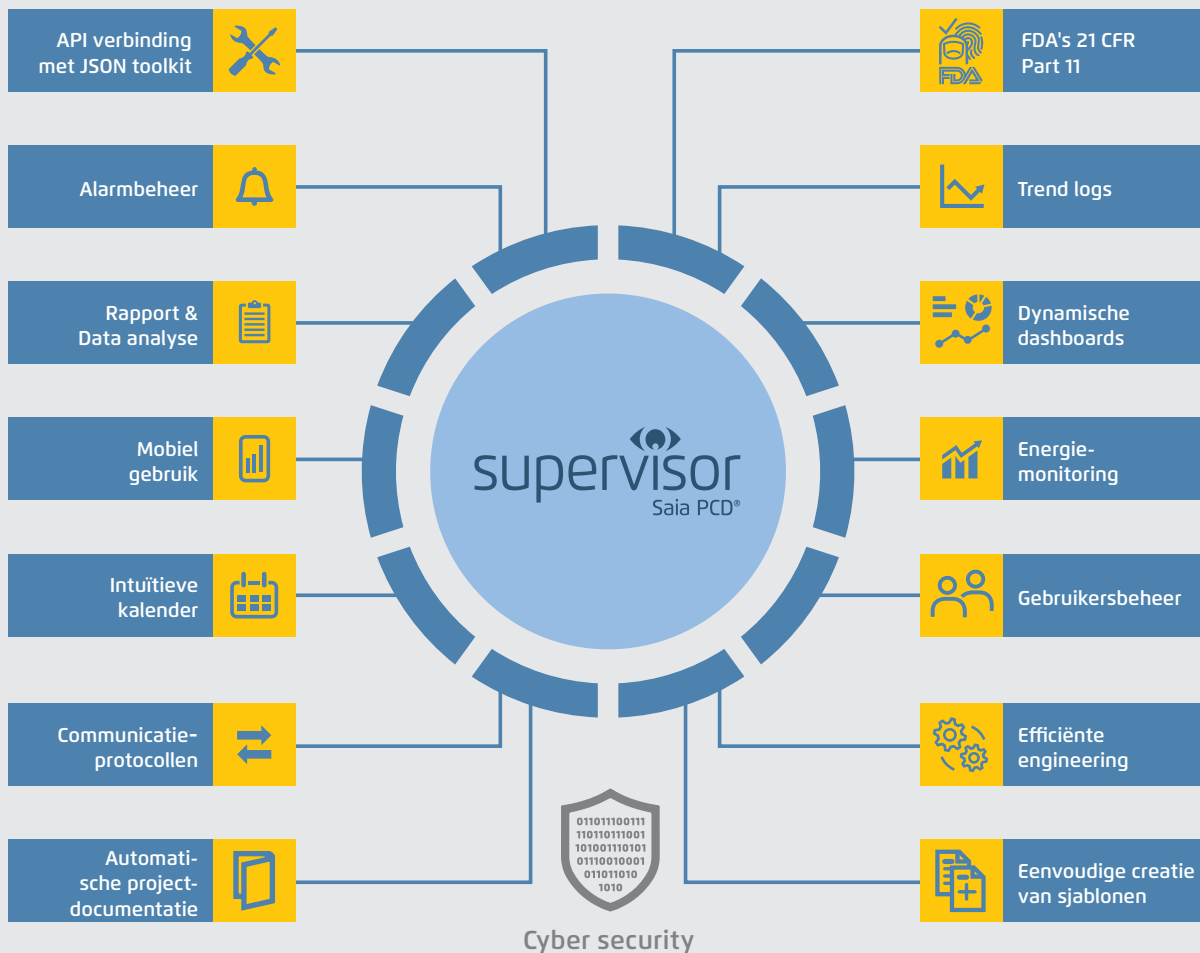 API verbinding
met JSON toolkit
Alarmbeheer
Rapport &
Data analyse
Mobiel
gebruik
Intuïtieve
kalender
Communicatie-
protocollen
Automati-
sche project-
documentatie
supervisor
Saia PCD®
011011100111
110110111001
101001110101
01110010001
011011010
1010
Cyber security
FDA
FDA's 21 CFR
Part 11
Trend logs
Dynamische
dashboards
Energie-
monitoring
Gebruikersbeheer
Efficiënte
engineering
Eenvoudige creatie
van sjablonen